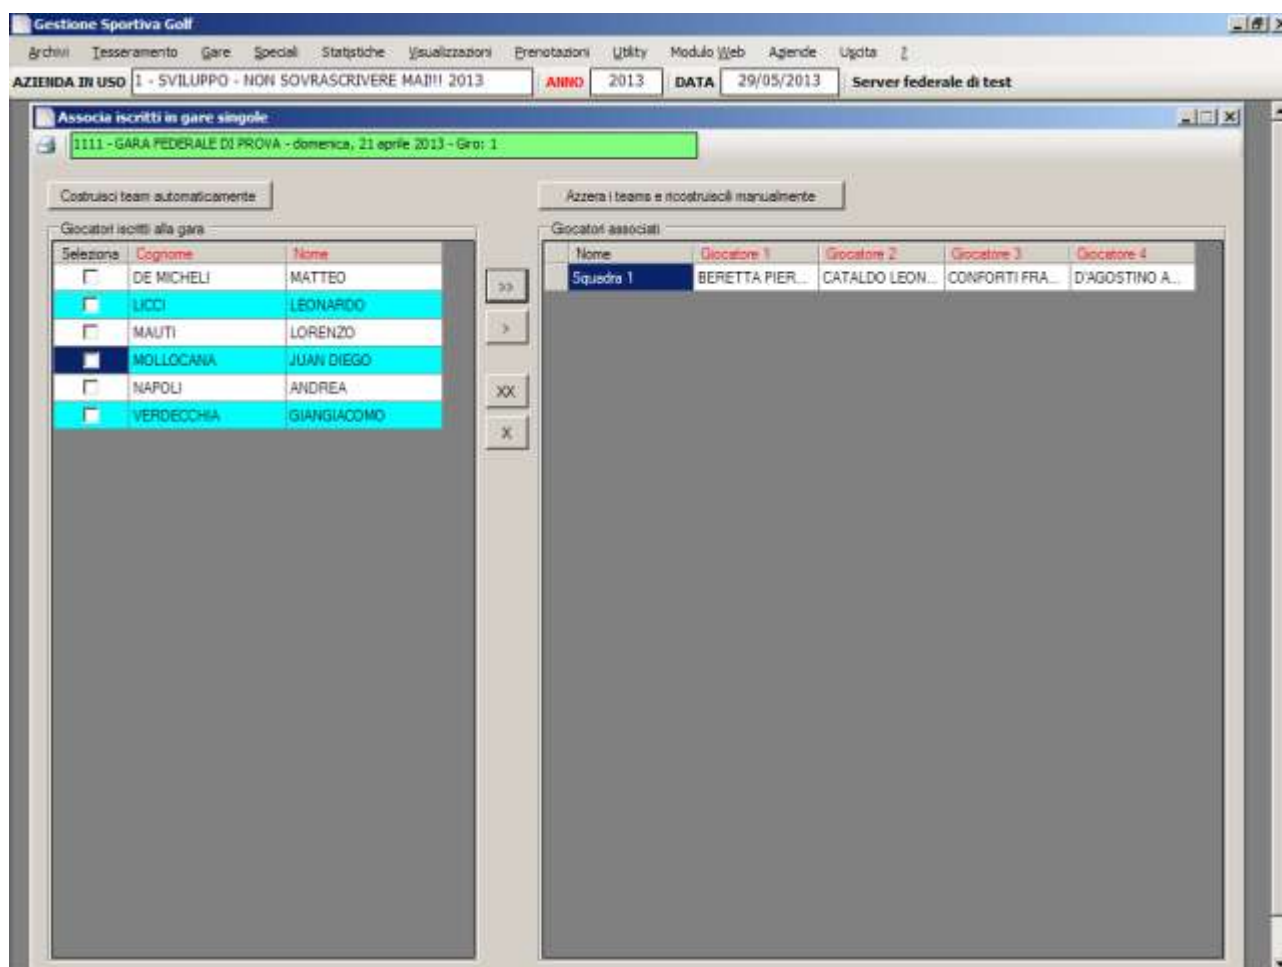 Gestione Sportiva Golf
Archivi Tesseramento Gare Speciali Statistiche Visualizzazioni Prenotazioni Utility Modulo Web Aziende Uscita ?
AZIENDA IN USO 1 - SVILUPPO - NON SOVRASCRIVERE MAI!!! 2013 ANNO 2013 DATA 29/05/2013 Server federale di test
Associa iscritti in gare singole
1111 - GARA FEDERALE DI PROVA - domenica, 21 aprile 2013 - Giro: 1
Costruisci team automaticamente Azzera i teams e ricostruiscili manualmente
Giocatori iscritti alla gara Giocatori associati
Seleziona Cognome Nome Nome Giocatore 1 Giocatore 2 Giocatore 3 Giocatore 4
DE MICHELI MATTEO >> Squadra 1 BERETTA PIER... CATALDO LEON... CONFORTI FRA... D'AGOSTINO A...
LICCI LEONARDO
MAUTI LORENZO >
MOLLOCANA JUAN DIEGO
NAPOLI ANDREA XX
VERDECCHIA GIANGIACOMO
X